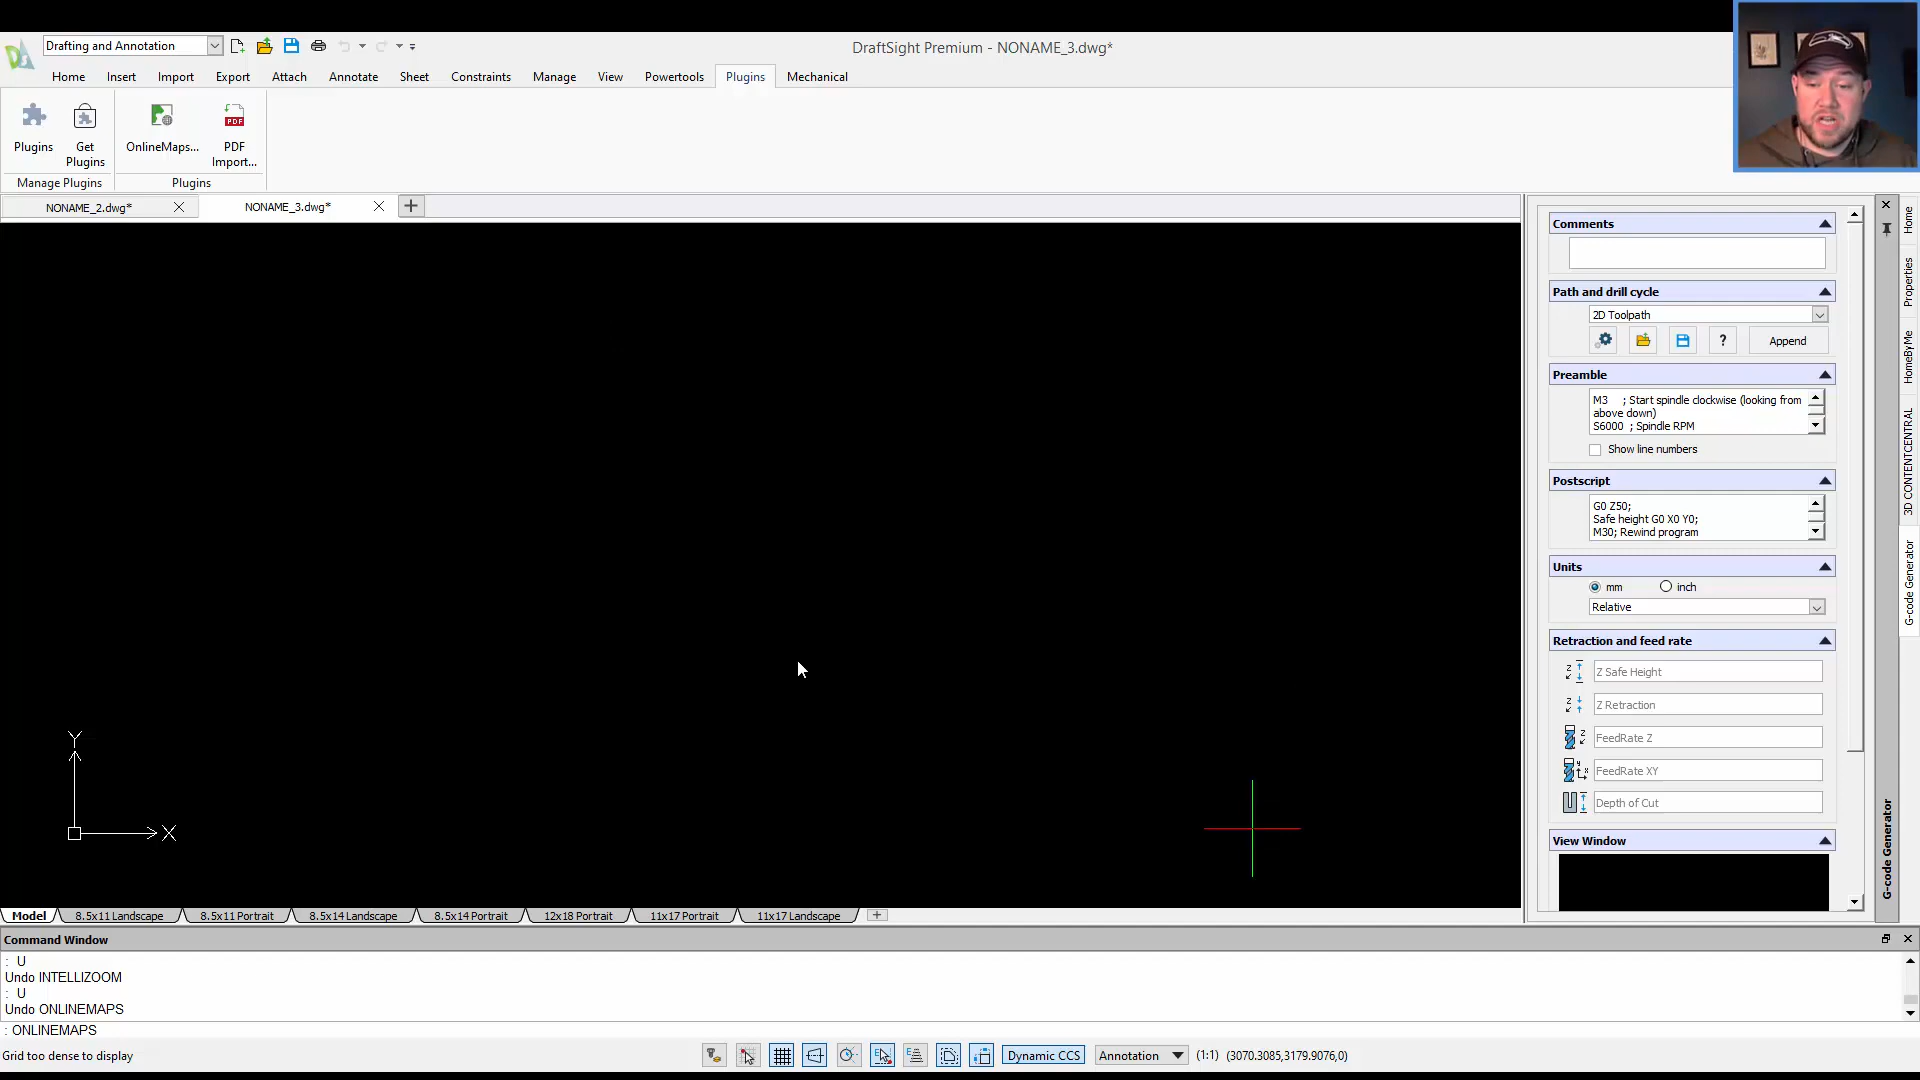 Drafting and Annotation
DraftSight Premium - NONAME_3.dwg*
Home Insert Import Export Attach Annotate Sheet Constraints Manage View Powertools Plugins Mechanical
Plugins
Get
Plugins
OnlineMaps...
PDF
PDF
Import...
Manage Plugins
Plugins
NONAME_2.dwg*
NONAME_3.dwg*
Y
X
Comments
Path and drill cycle
2D Toolpath
?
Append
Preamble
M3 ; Start spindle clockwise (looking from
above down)
S6000 ; Spindle RPM
Show line numbers
Postscript
G0 Z50;
Safe height G0 X0 Y0;
M30; Rewind program
Units
mm
inch
Relative
Retraction and feed rate
Z Safe Height
Z Retraction
FeedRate Z
FeedRate XY
Depth of Cut
View Window
G-code Generator
Home
Properties
HomeByMe
3D CONTENTCENTRAL
G-code Generator
Model 8.5x11 Landscape 8.5x11 Portrait 8.5x14 Landscape 8.5x14 Portrait 12x18 Portrait 11x17 Portrait 11x17 Landscape
Command Window
: U
Undo INTELLIZOOM
: U
Undo ONLINEMAPS
: ONLINEMAPS
Grid too dense to display
Dynamic CCS
Annotation
(1:1) (3070.3085,3179.9076,0)